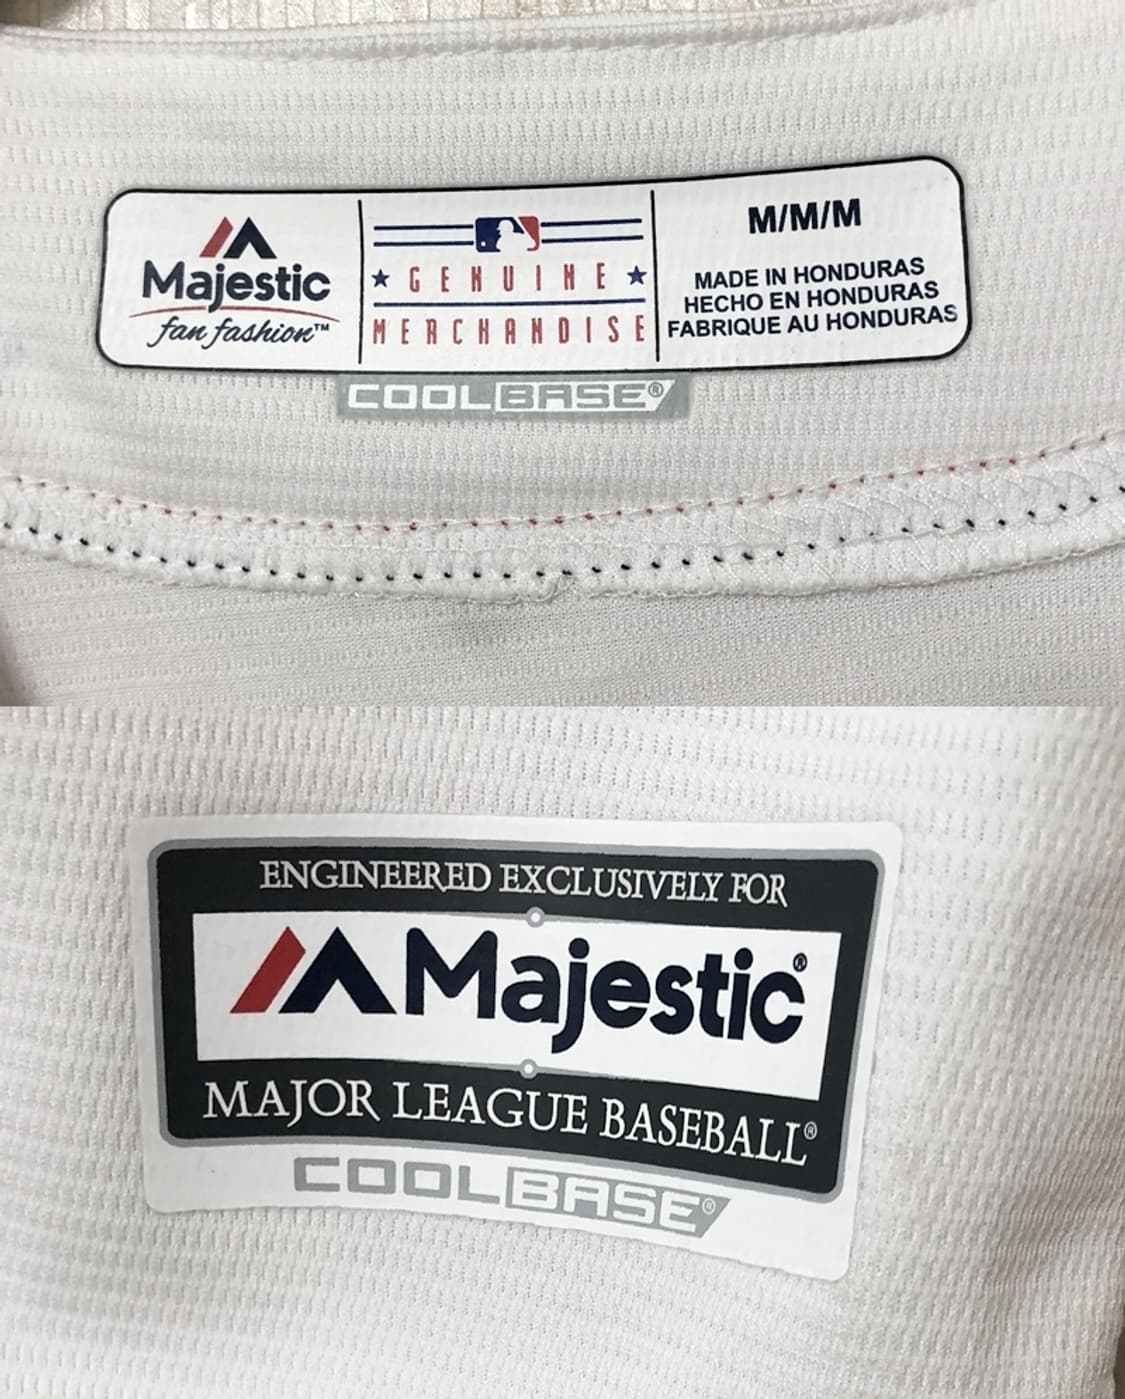 Majestic
fan fashion™
GENUINE
MERCHANDISE
M/M/M
MADE IN HONDURAS
HECHO EN HONDURAS
FABRIQUE AU HONDURAS
COOLBASE®
ENGINEERED EXCLUSIVELY FOR
Majestic®
MAJOR LEAGUE BASEBALL®
COOLBASE®